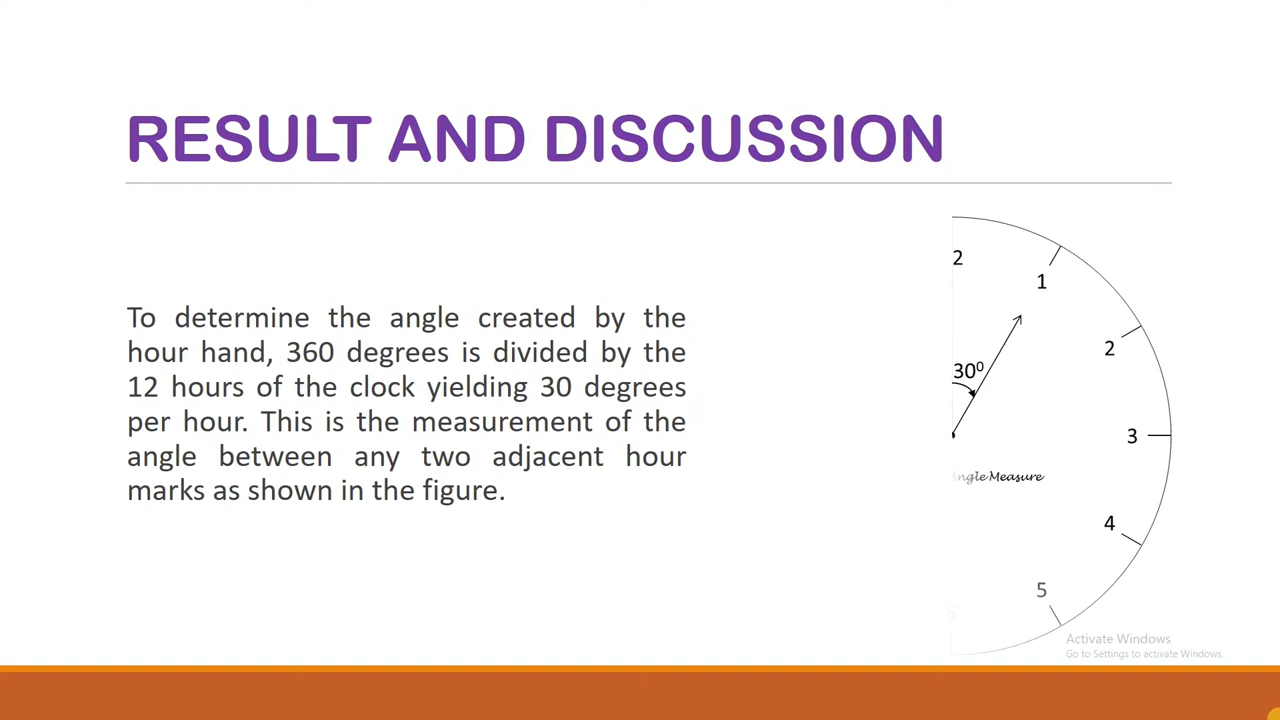 RESULT AND DISCUSSION
To determine the angle created by the
hour hand, 360 degrees is divided by the
12 hours of the clock yielding 30 degrees
per hour. This is the measurement of the
angle between any two adjacent hour
marks as shown in the figure.
2
1
2
30⁰
3
Angle Measure
4
5
Activate Windows
Go to Settings to activate Windows.